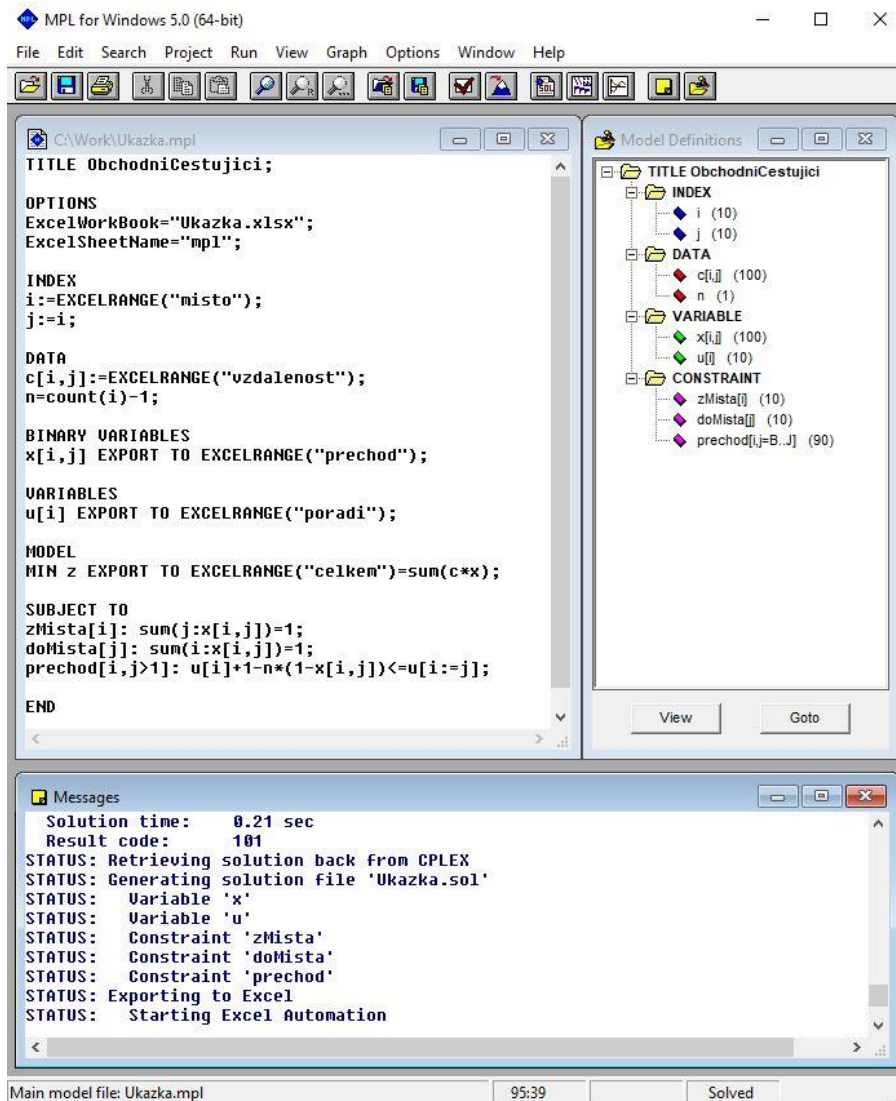 MPL for Windows 5.0 (64-bit)
File Edit Search Project Run View Graph Options Window Help
C:\Work\Ukazka.mpl
TITLE ObchodniCestujici;
OPTIONS
ExcelWorkBook="Ukazka.xlsx";
ExcelSheetName="mpl";
INDEX
i:=EXCELRANGE("misto");
j:=i;
DATA
c[i,j]:=EXCELRANGE("vzdalenost");
n=count(i)-1;
BINARY VARIABLES
x[i,j] EXPORT TO EXCELRANGE("prechod");
VARIABLES
u[i] EXPORT TO EXCELRANGE("poradi");
MODEL
MIN z EXPORT TO EXCELRANGE("celkem")=sum(c*x);
SUBJECT TO
zMista[i]: sum(j:x[i,j])=1;
doMista[j]: sum(i:x[i,j])=1;
prechod[i,j>1]: u[i]+1-n*(1-x[i,j])<=u[i:=j];
END
Model Definitions
TITLE ObchodniCestujici
INDEX
i (10)
j (10)
DATA
c[i,j] (100)
n (1)
VARIABLE
x[i,j] (100)
u[i] (10)
CONSTRAINT
zMista[i] (10)
doMista[j] (10)
prechod[i,j=B..J] (90)
View Goto
Messages
Solution time: 0.21 sec
Result code: 101
STATUS: Retrieving solution back from CPLEX
STATUS: Generating solution file 'Ukazka.sol'
STATUS: Variable 'x'
STATUS: Variable 'u'
STATUS: Constraint 'zMista'
STATUS: Constraint 'doMista'
STATUS: Constraint 'prechod'
STATUS: Exporting to Excel
STATUS: Starting Excel Automation
Main model file: Ukazka.mpl 95:39 Solved